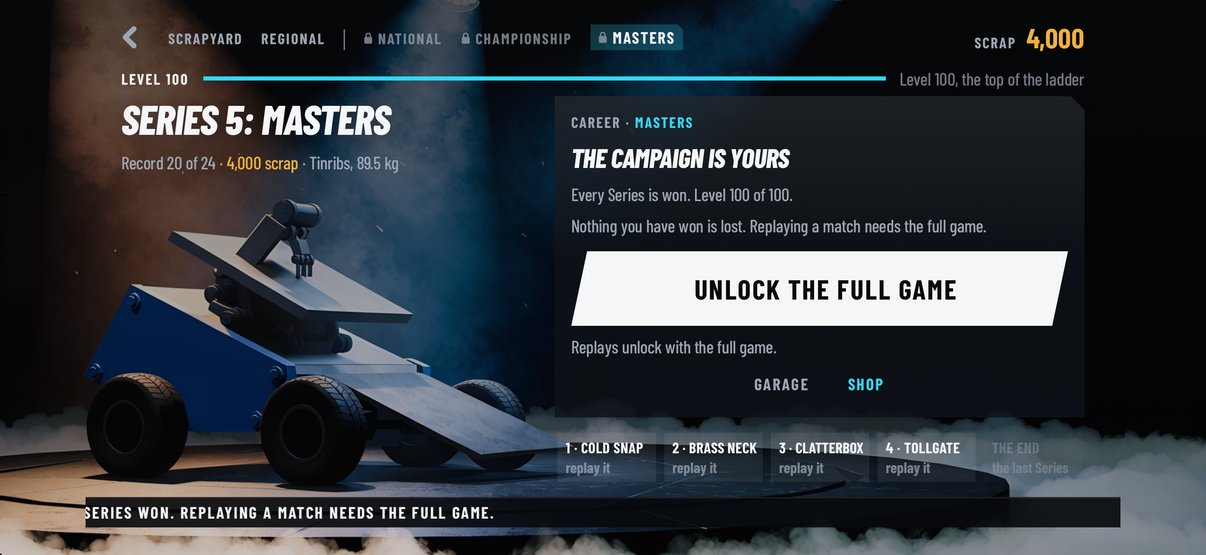 SCRAPYARD REGIONAL NATIONAL CHAMPIONSHIP MASTERS SCRAP 4,000
LEVEL 100 Level 100, the top of the ladder
SERIES 5: MASTERS
Record 20 of 24 · 4,000 scrap · Tinribs, 89.5 kg
CAREER · MASTERS
THE CAMPAIGN IS YOURS
Every Series is won. Level 100 of 100.
Nothing you have won is lost. Replaying a match needs the full game.
UNLOCK THE FULL GAME
Replays unlock with the full game.
GARAGE SHOP
1 · COLD SNAP
replay it
2 · BRASS NECK
replay it
3 · CLATTERBOX
replay it
4 · TOLLGATE
replay it
THE END
the last Series
SERIES WON. REPLAYING A MATCH NEEDS THE FULL GAME.